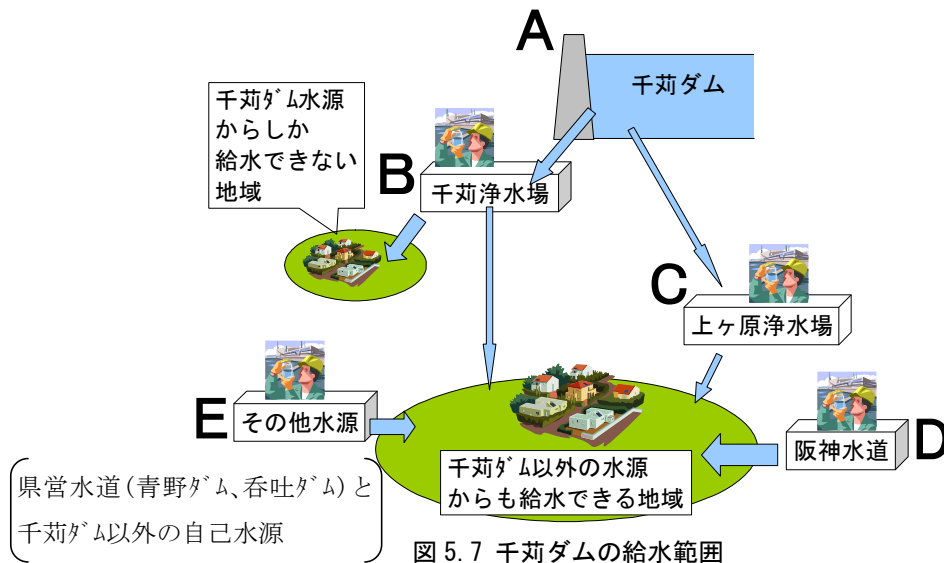 A
千苅ダム
千苅ﾀﾞﾑ水源
からしか
給水できない
地域
B
千苅浄水場
C
上ヶ原浄水場
E
その他水源
D
阪神水道
千苅ﾀﾞﾑ以外の水源
からも給水できる地域
県営水道(青野ﾀﾞﾑ、呑吐ﾀﾞﾑ)と
千苅ﾀﾞﾑ以外の自己水源
図 5.7 千苅ダムの給水範囲